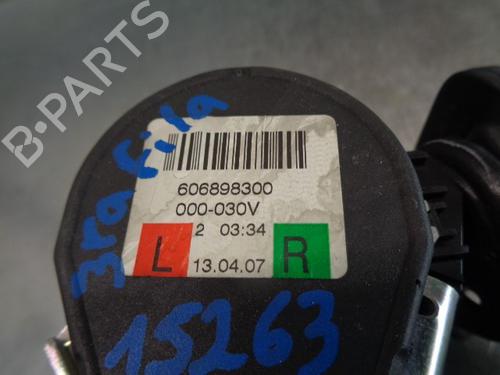 B-PARTS
3ra fila
606898300
000-030V
2 03:34
L 13.04.07 R
15263